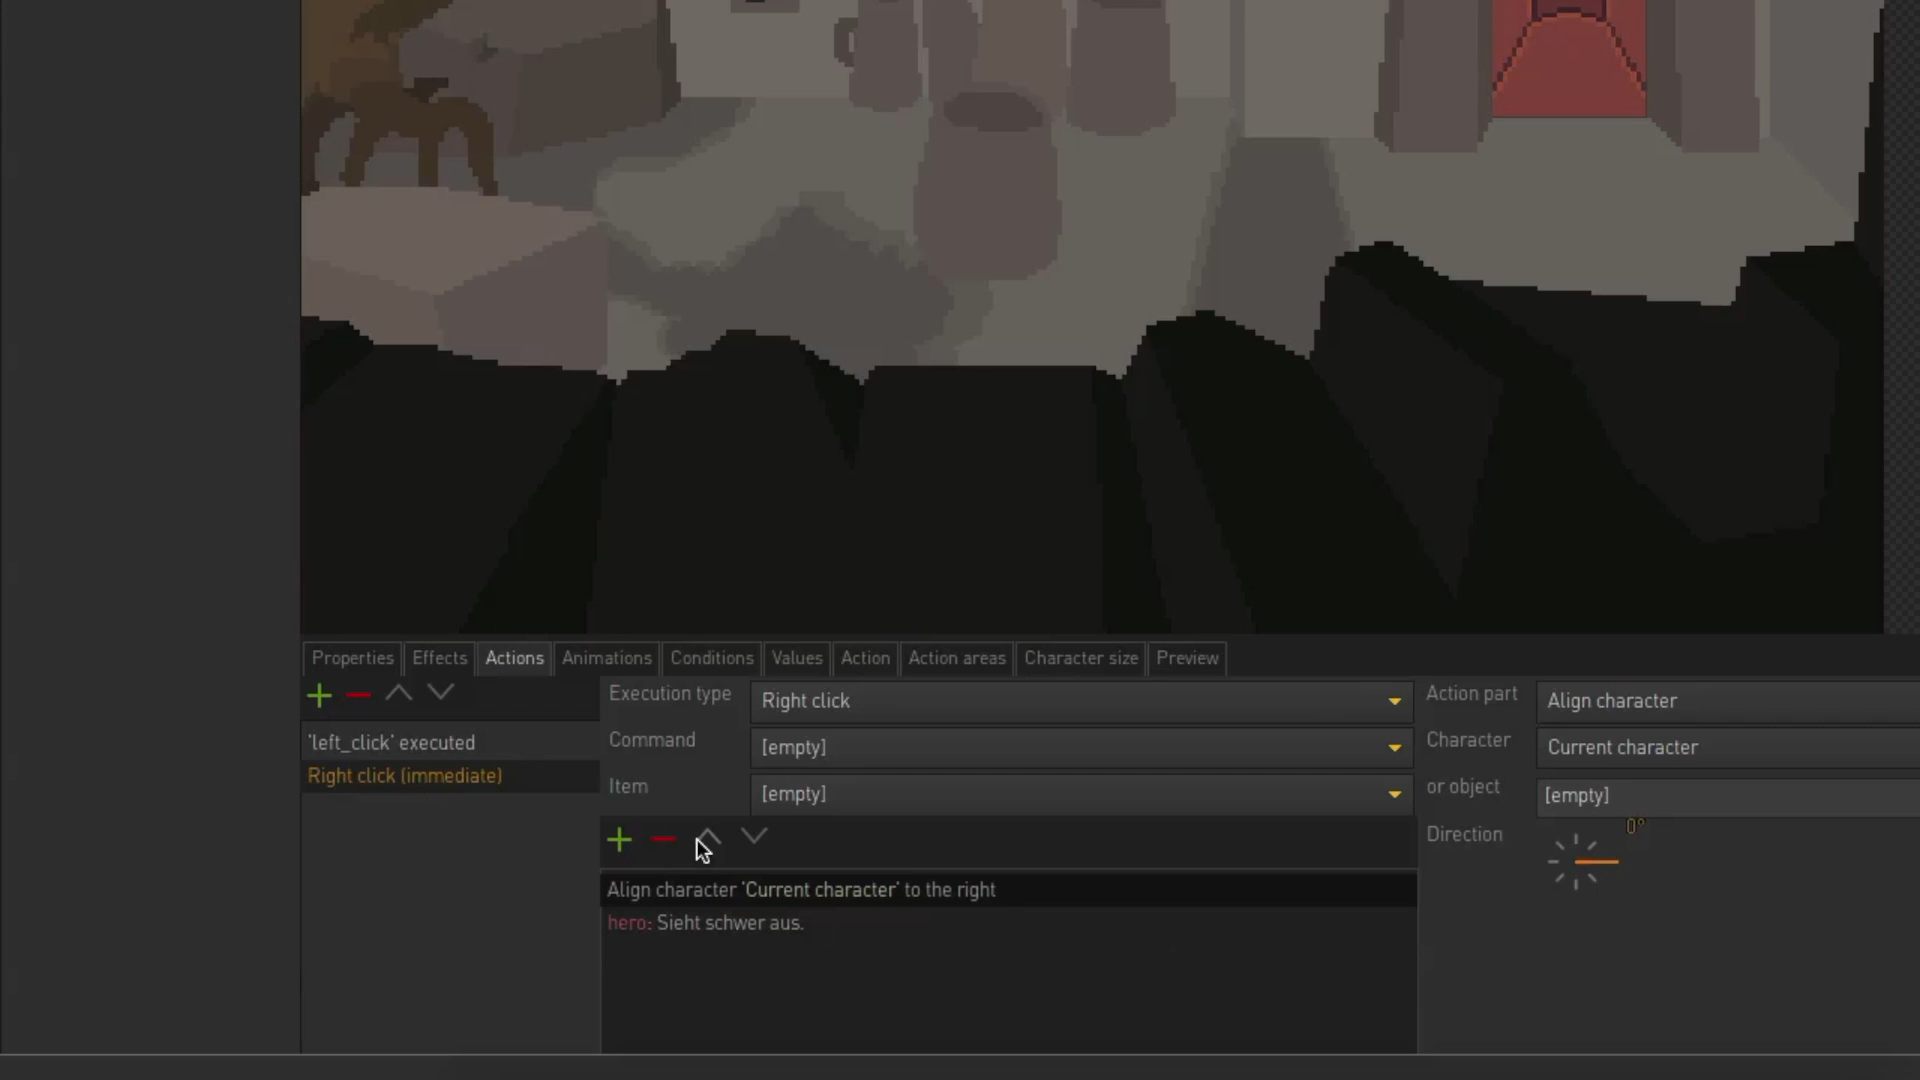 Properties Effects Actions Animations Conditions Values Action Action areas Character size Preview
Execution type Right click Action part Align character
'left_click' executed Command [empty] Character Current character
Right click (immediate) Item [empty] or object [empty]
Direction 0°
Align character 'Current character' to the right
hero: Sieht schwer aus.